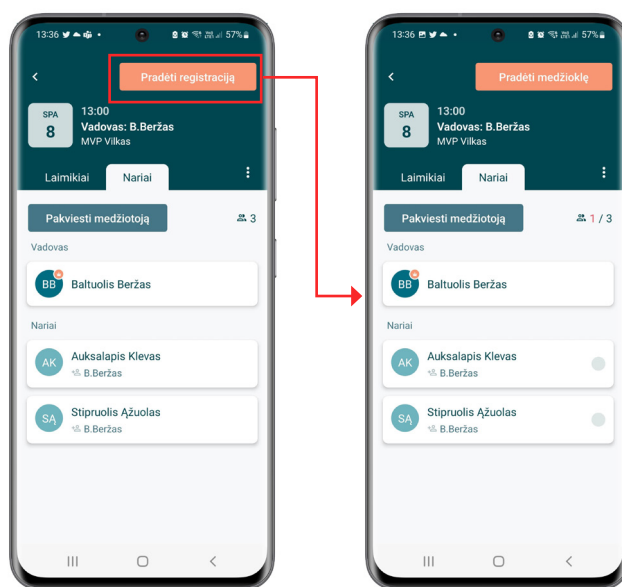 13:36
57%
Pradėti registraciją
SPA
8
13:00
Vadovas: B.Beržas
MVP Vilkas
Laimikiai
Nariai
Pakviesti medžiotoją
3
Vadovas
BB
Baltuolis Beržas
Nariai
AK
Auksalapis Klevas
B.Beržas
SĄ
Stipruolis Ąžuolas
B.Beržas
13:36
57%
Pradėti medžioklę
SPA
8
13:00
Vadovas: B.Beržas
MVP Vilkas
Laimikiai
Nariai
Pakviesti medžiotoją
1 / 3
Vadovas
BB
Baltuolis Beržas
Nariai
AK
Auksalapis Klevas
B.Beržas
SĄ
Stipruolis Ąžuolas
B.Beržas